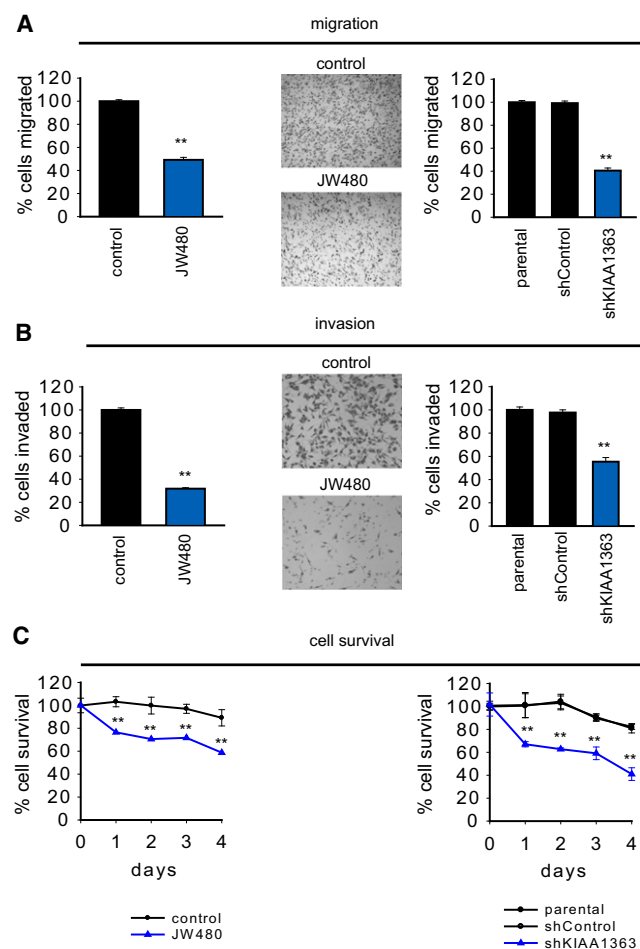 A
migration
% cells migrated
120
100
80
60
40
20
0
**
control
JW480
control
JW480
% cells migrated
120
100
80
60
40
20
0
**
parental
shControl
shKIAA1363
B
invasion
% cells invaded
120
100
80
60
40
20
0
**
control
JW480
control
JW480
% cells invaded
120
100
80
60
40
20
0
**
parental
shControl
shKIAA1363
C
cell survival
% cell survival
120
100
80
60
40
20
0
** ** ** **
0 1 2 3 4
days
control
JW480
% cell survival
120
100
80
60
40
20
0
** ** ** **
0 1 2 3 4
days
parental
shControl
shKIAA1363